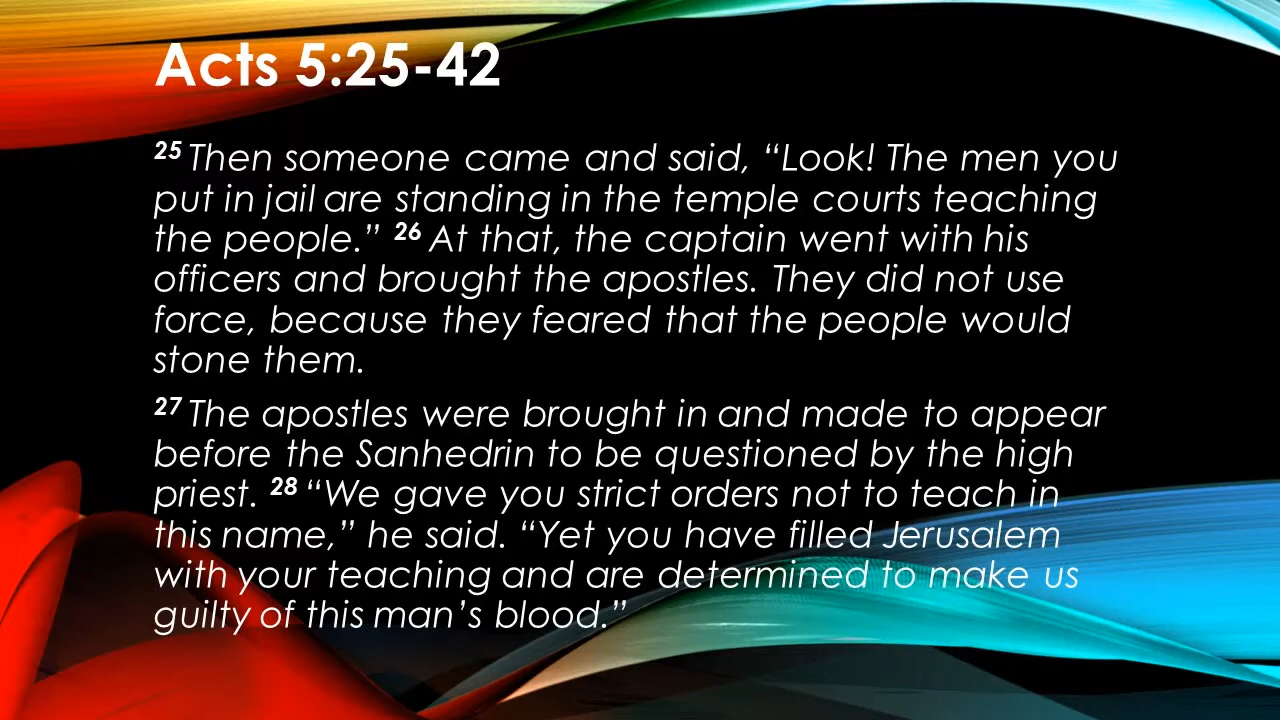 Acts 5:25-42
25 Then someone came and said, “Look! The men you
put in jail are standing in the temple courts teaching
the people.” 26 At that, the captain went with his
officers and brought the apostles. They did not use
force, because they feared that the people would
stone them.
27 The apostles were brought in and made to appear
before the Sanhedrin to be questioned by the high
priest. 28 “We gave you strict orders not to teach in
this name,” he said. “Yet you have filled Jerusalem
with your teaching and are determined to make us
guilty of this man’s blood.”